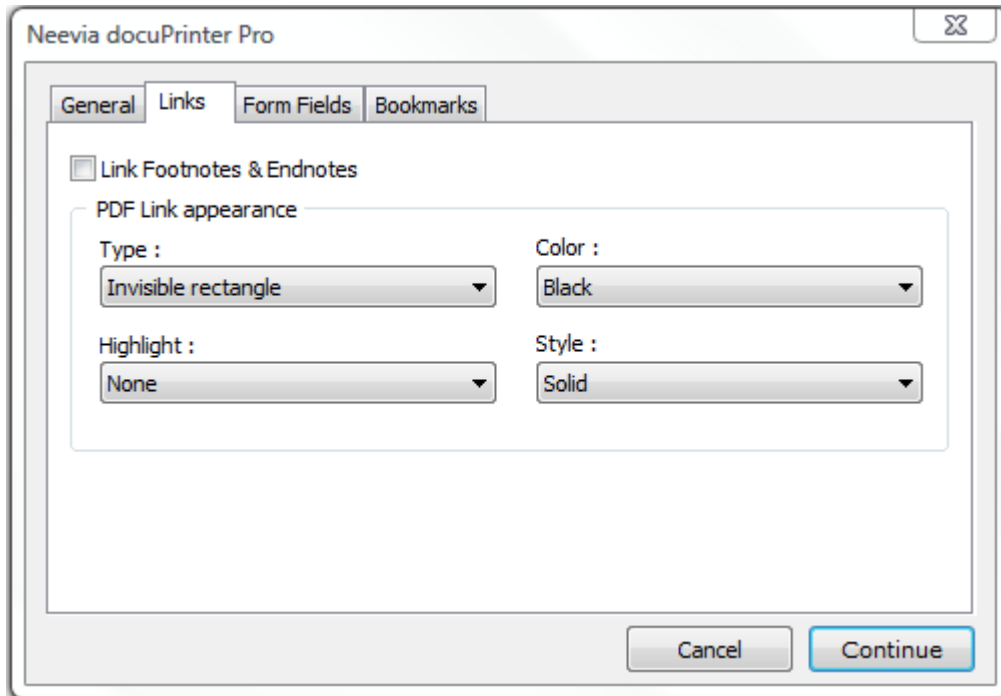 Neevia docuPrinter Pro
General Links Form Fields Bookmarks
Link Footnotes & Endnotes
PDF Link appearance
Type : Color :
Invisible rectangle Black
Highlight : Style :
None Solid
Cancel Continue